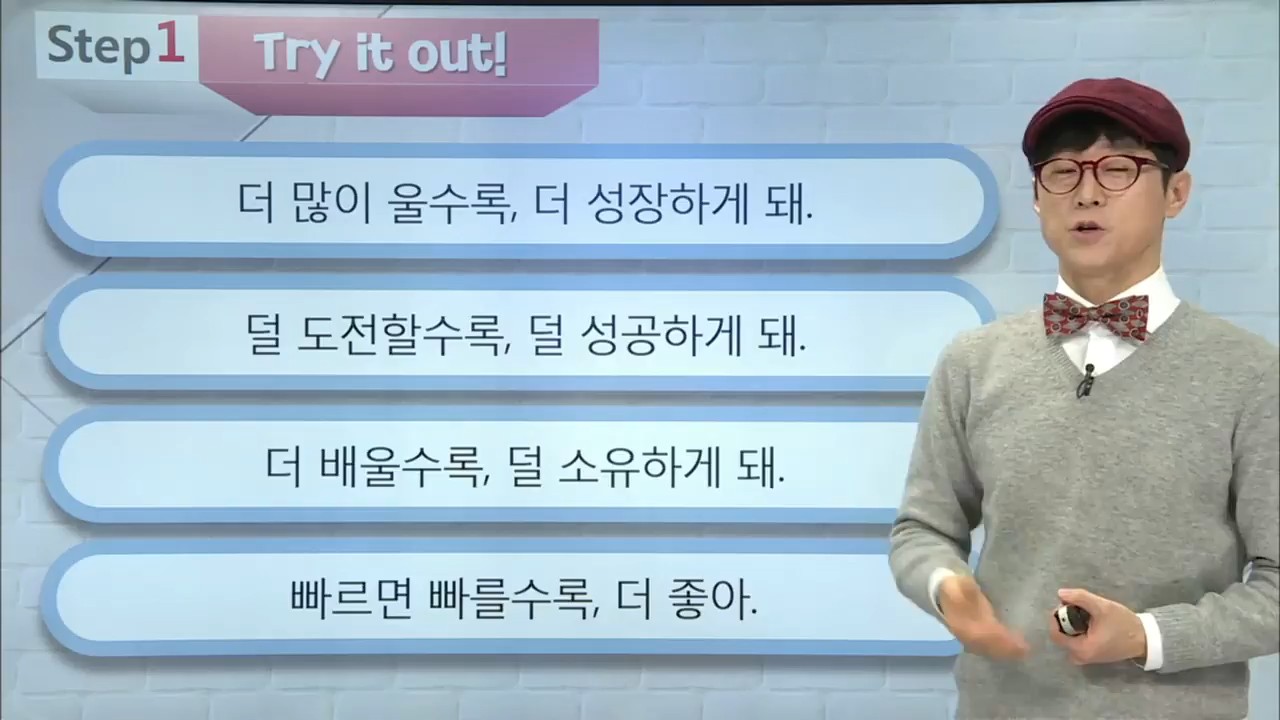 Step1 Try it out!
더 많이 울수록, 더 성장하게 돼.
덜 도전할수록, 덜 성공하게 돼.
더 배울수록, 덜 소유하게 돼.
빠르면 빠를수록, 더 좋아.